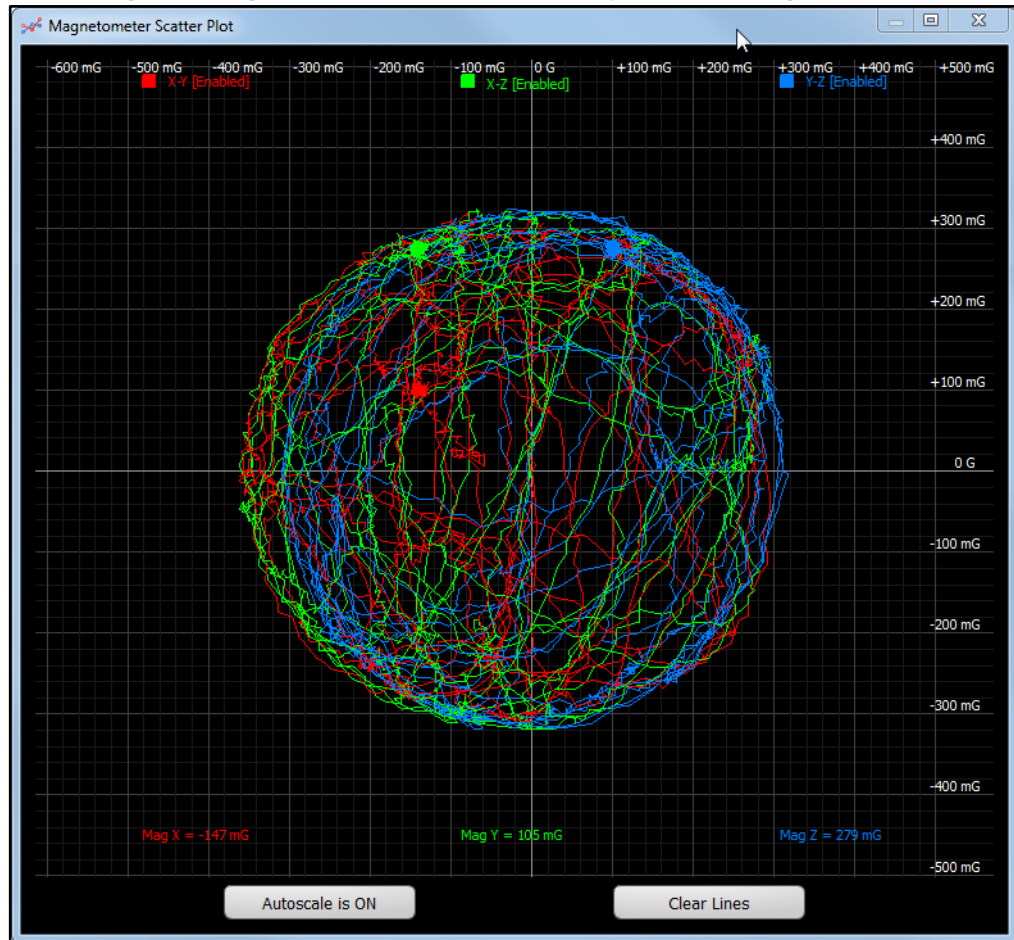 Magnetometer Scatter Plot
-600 mG -500 mG -400 mG -300 mG -200 mG -100 mG 0 G +100 mG +200 mG +300 mG +400 mG +500 mG
X-Y [Enabled] X-Z [Enabled] Y-Z [Enabled]
+400 mG
+300 mG
+200 mG
+100 mG
0 G
-100 mG
-200 mG
-300 mG
-400 mG
Mag X = -147 mG Mag Y = 105 mG Mag Z = 279 mG
-500 mG
Autoscale is ON Clear Lines